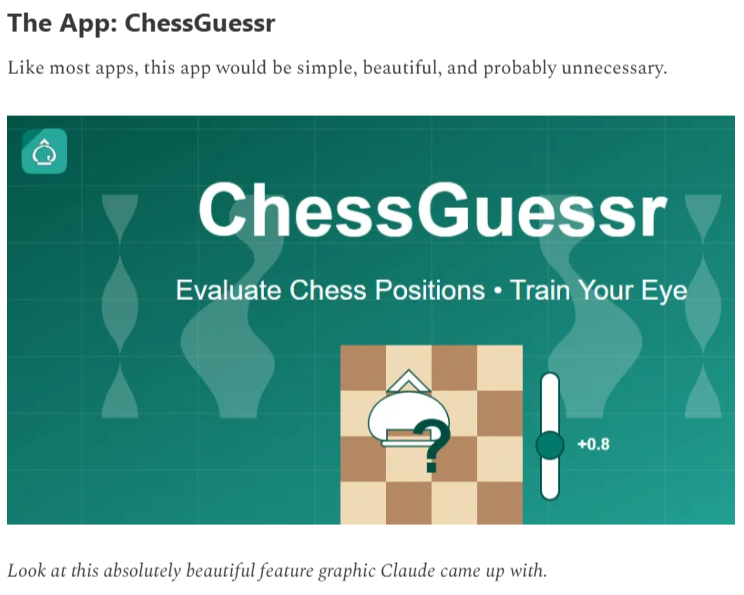 The App: ChessGuessr
Like most apps, this app would be simple, beautiful, and probably unnecessary.
ChessGuessr
Evaluate Chess Positions • Train Your Eye
?
+0.8
Look at this absolutely beautiful feature graphic Claude came up with.